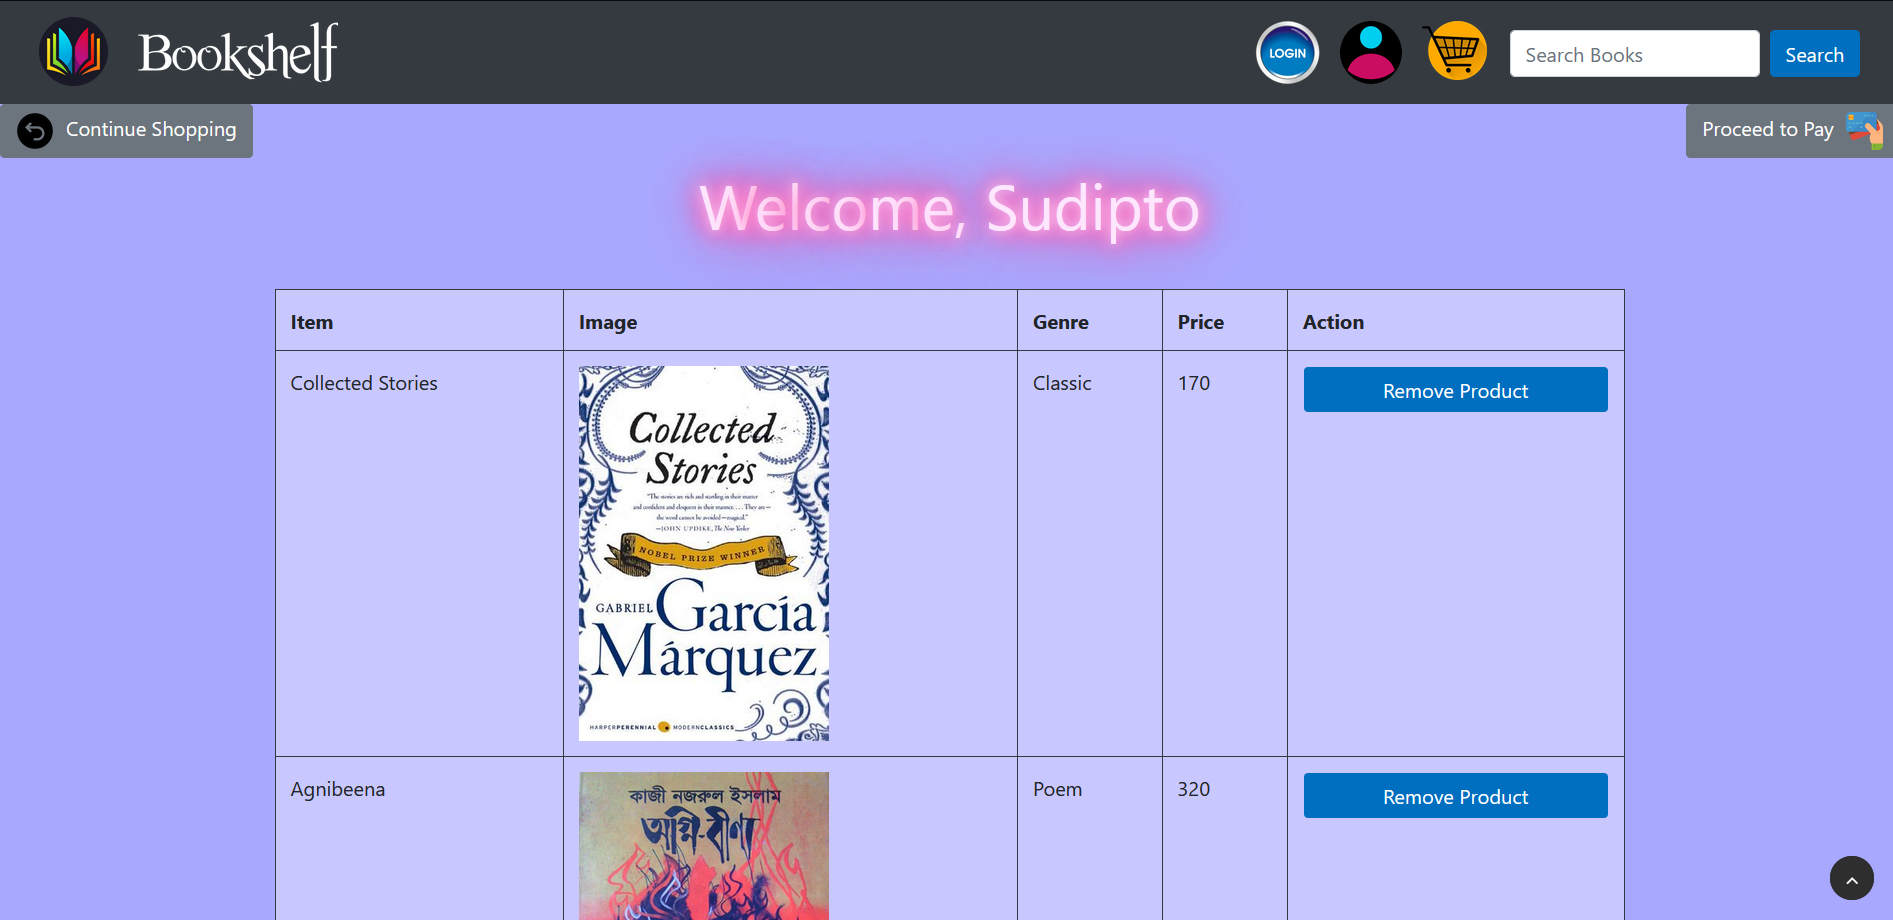 Bookshelf
LOGIN
Search Books
Search
Continue Shopping
Proceed to Pay
Welcome, Sudipto
Item
Image
Genre
Price
Action
Collected Stories
Collected
Stories
"The stories are rich and startling in their matter
and confident and eloquent in their manner. . . . They are—
the word cannot be avoided—magical."
—JOHN UPDIKE, The New Yorker
NOBEL PRIZE WINNER
GABRIEL
García
Márquez
HARPERPERENNIAL MODERNCLASSICS
Classic
170
Remove Product
Agnibeena
কাজী নজরুল ইসলাম
অগ্নি-বীণা
Poem
320
Remove Product